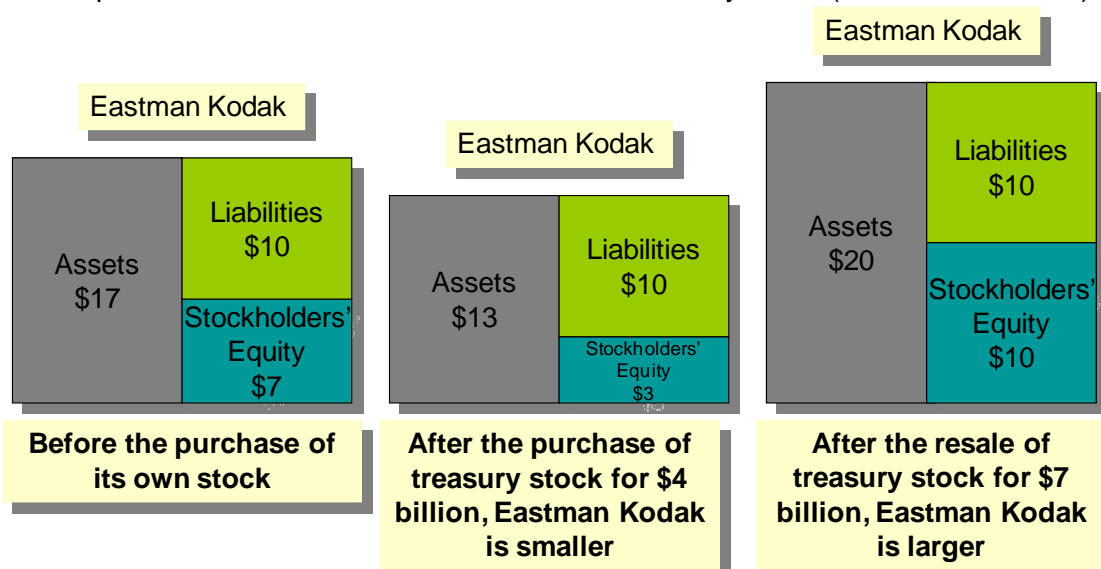 Eastman Kodak
Assets
$17
Liabilities
$10
Stockholders’
Equity
$7
Before the purchase of
its own stock
Eastman Kodak
Assets
$13
Liabilities
$10
Stockholders’
Equity
$3
After the purchase of
treasury stock for $4
billion, Eastman Kodak
is smaller
Eastman Kodak
Assets
$20
Liabilities
$10
Stockholders’
Equity
$10
After the resale of
treasury stock for $7
billion, Eastman Kodak
is larger